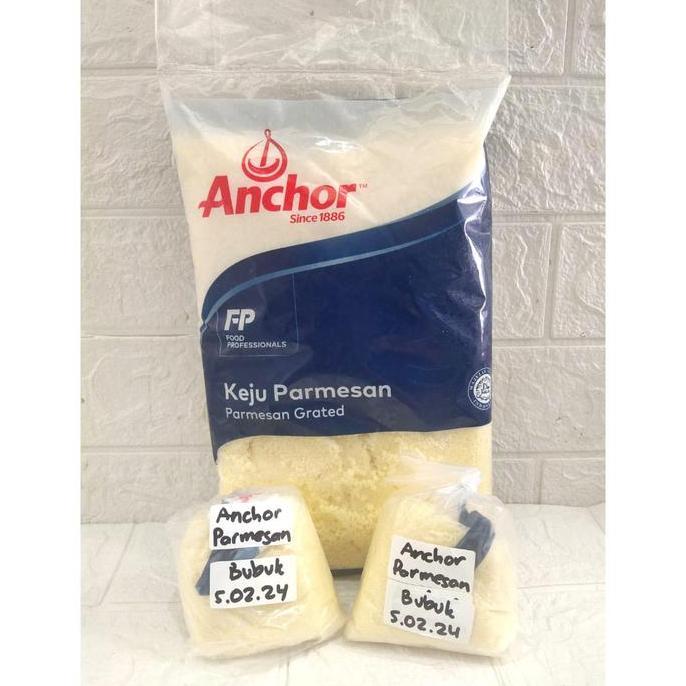 Anchor™
Since 1886
FP
FOOD
PROFESSIONALS
Keju Parmesan
Parmesan Grated
Anchor
Parmesan
Bubuk
5.02.24
Anchor
Parmesan
Bubuk
5.02.24